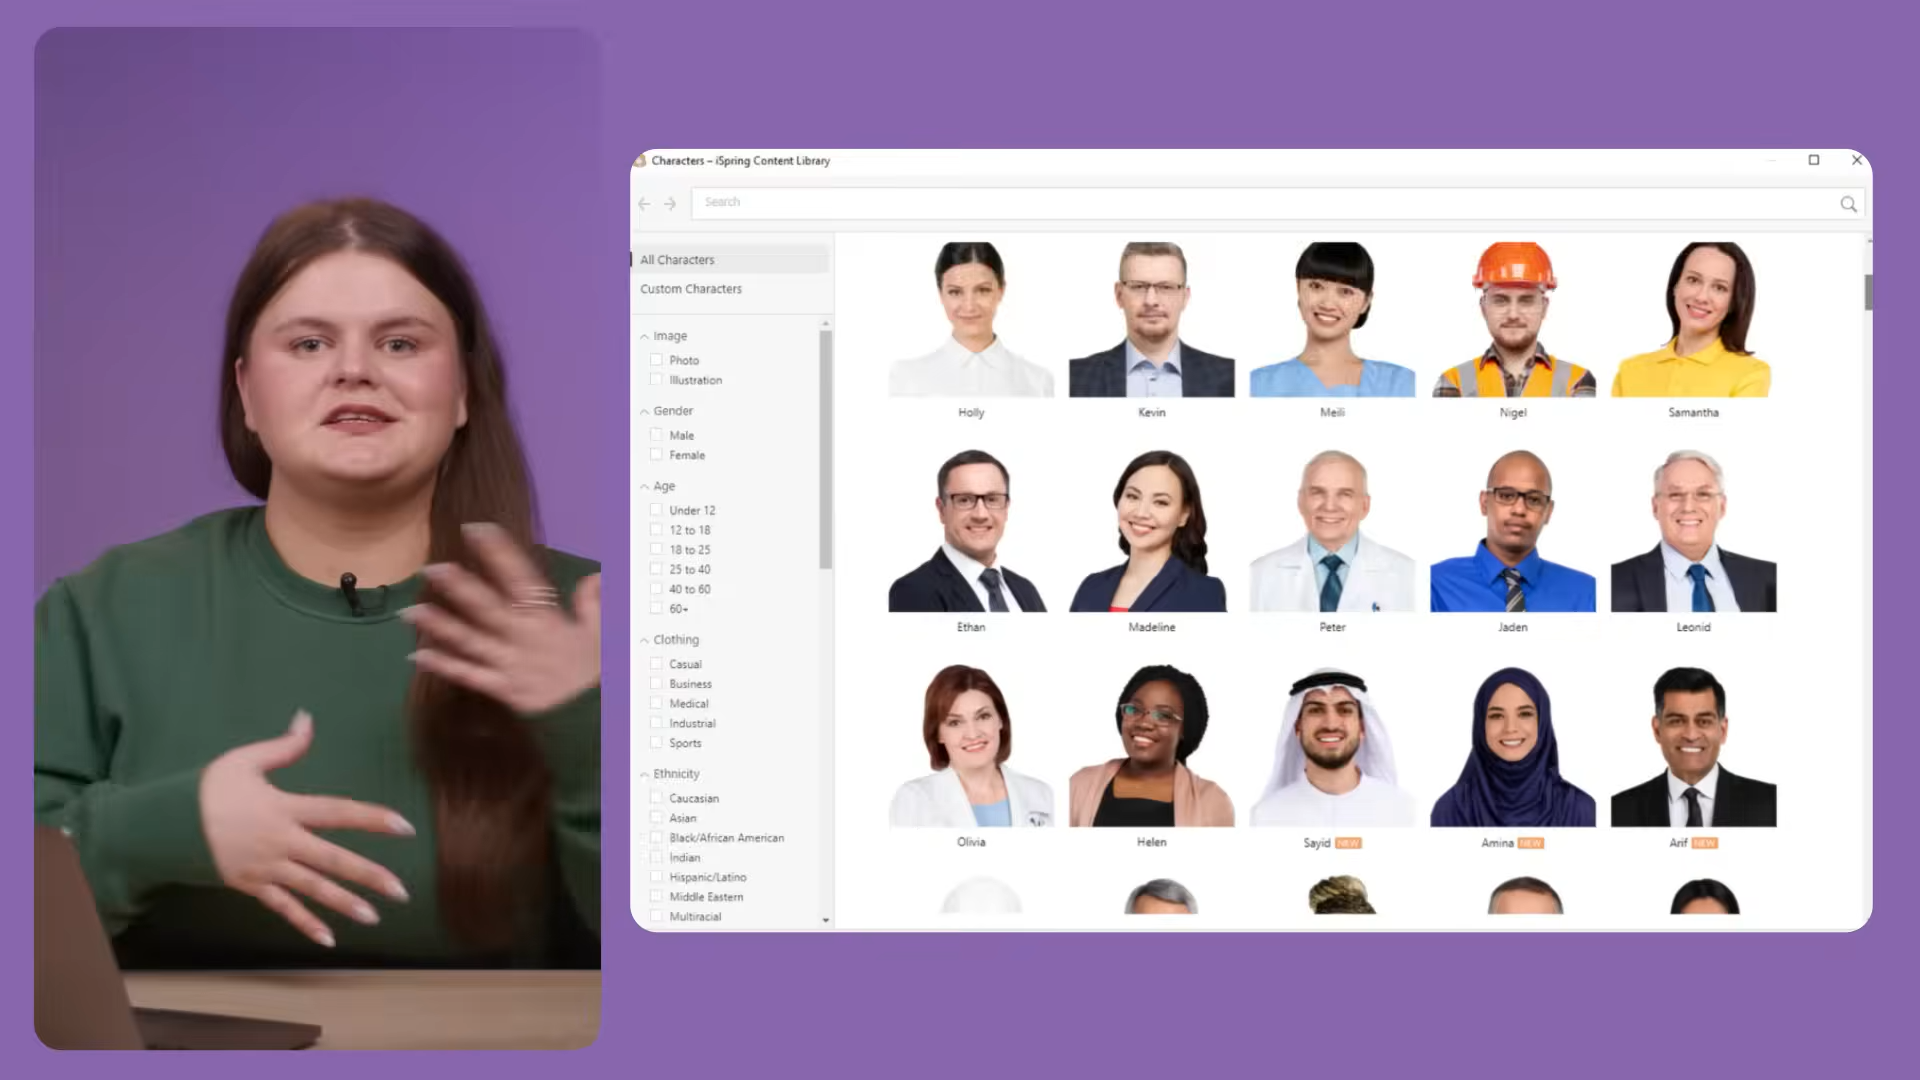 Characters – iSpring Content Library
Search
All Characters
Custom Characters
Image
Photo
Illustration
Gender
Male
Female
Age
Under 12
12 to 18
18 to 25
25 to 40
40 to 60
60+
Clothing
Casual
Business
Medical
Industrial
Sports
Ethnicity
Caucasian
Asian
Black/African American
Indian
Hispanic/Latino
Middle Eastern
Multiracial
Holly Kevin Meili Nigel Samantha
Ethan Madeline Peter Jaden Leonid
Olivia Helen Sayid NEW Amina NEW Arif NEW